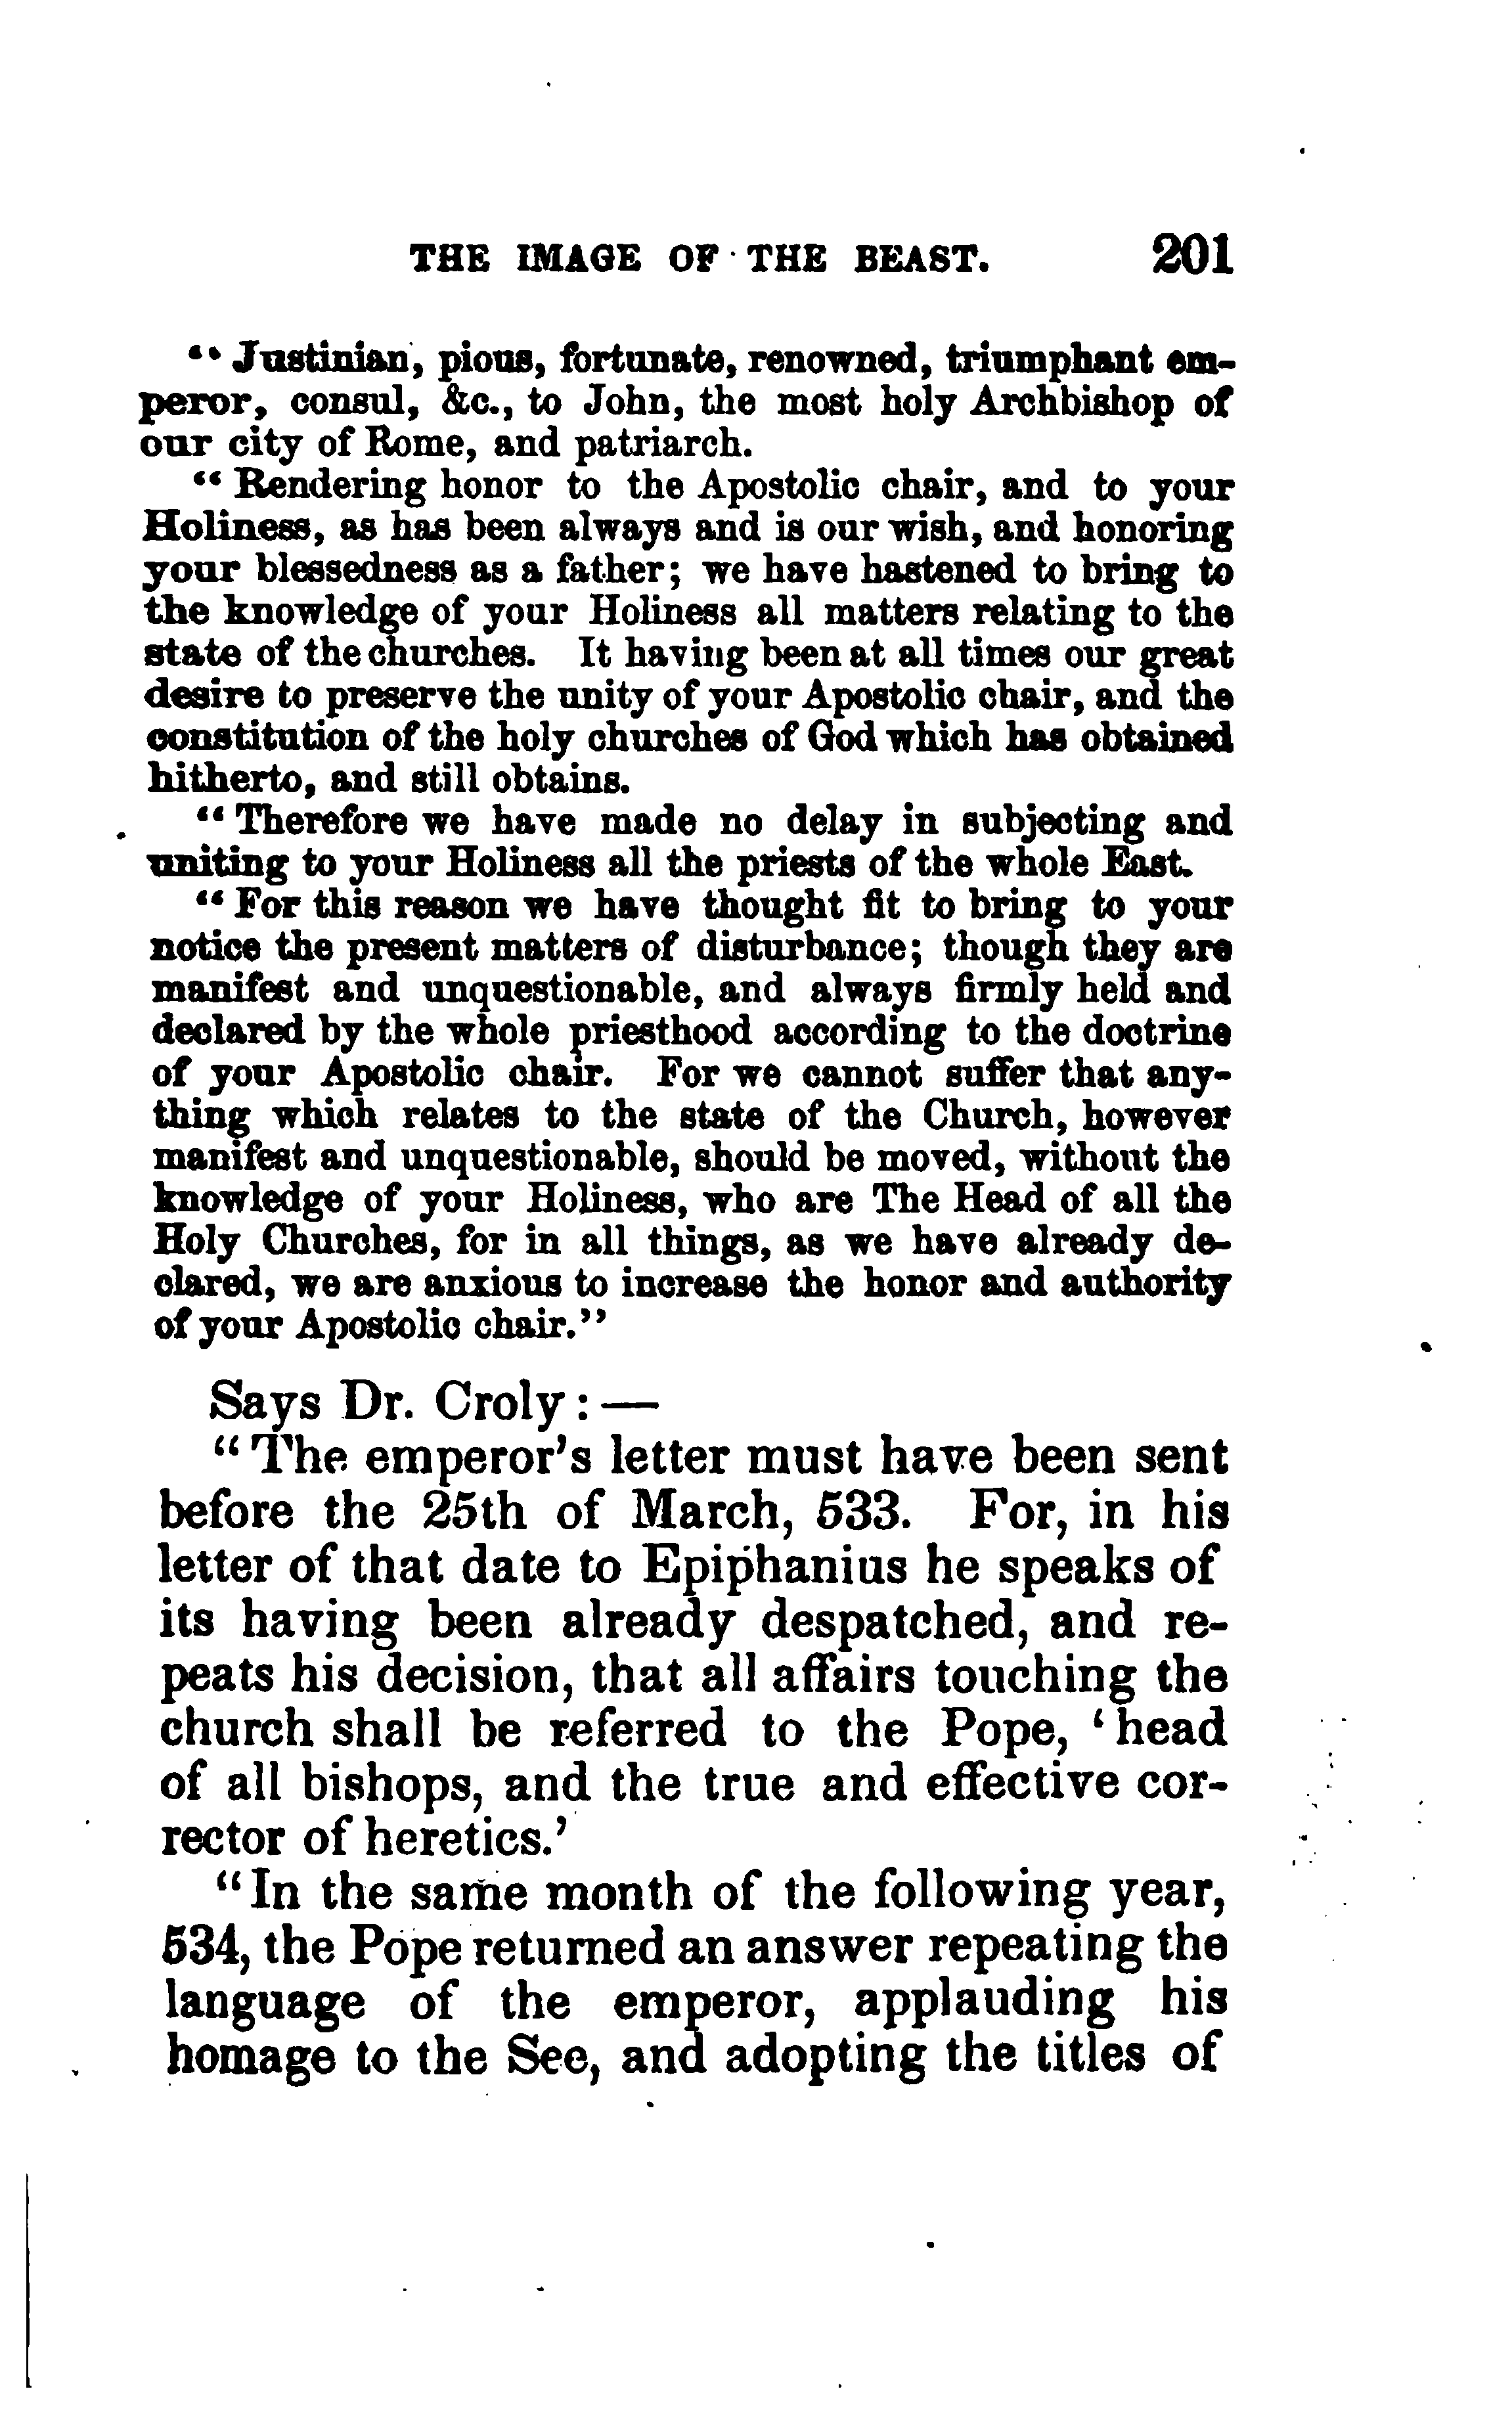 THE IMAGE OF THE BEAST. 201
“Justinian, pious, fortunate, renowned, triumphant em-
peror, consul, &c., to John, the most holy Archbishop of
our city of Rome, and patriarch.
“Rendering honor to the Apostolic chair, and to your
Holiness, as has been always and is our wish, and honoring
your blessedness as a father; we have hastened to bring to
the knowledge of your Holiness all matters relating to the
state of the churches. It having been at all times our great
desire to preserve the unity of your Apostolic chair, and the
constitution of the holy churches of God which has obtained
hitherto, and still obtains.
“Therefore we have made no delay in subjecting and
uniting to your Holiness all the priests of the whole East.
“For this reason we have thought fit to bring to your
notice the present matters of disturbance; though they are
manifest and unquestionable, and always firmly held and
declared by the whole priesthood according to the doctrine
of your Apostolic chair. For we cannot suffer that any-
thing which relates to the state of the Church, however
manifest and unquestionable, should be moved, without the
knowledge of your Holiness, who are The Head of all the
Holy Churches, for in all things, as we have already de-
clared, we are anxious to increase the honor and authority
of your Apostolic chair.”
Says Dr. Croly:—
“The emperor’s letter must have been sent
before the 25th of March, 533. For, in his
letter of that date to Epiphanius he speaks of
its having been already despatched, and re-
peats his decision, that all affairs touching the
church shall be referred to the Pope, ‘head
of all bishops, and the true and effective cor-
rector of heretics.’
“In the same month of the following year,
534, the Pope returned an answer repeating the
language of the emperor, applauding his
homage to the See, and adopting the titles of